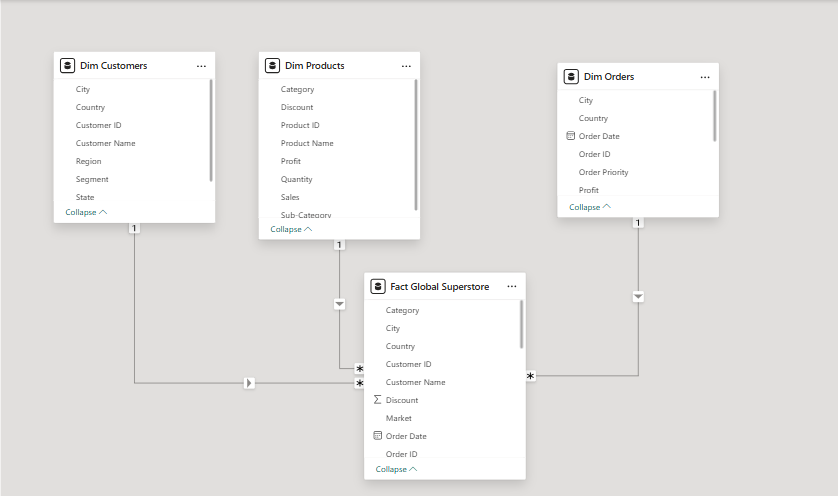 Dim Customers
City
Country
Customer ID
Customer Name
Region
Segment
State
Collapse
1
Dim Products
Category
Discount
Product ID
Product Name
Profit
Quantity
Sales
Sub-Category
Collapse
1
Dim Orders
City
Country
Order Date
Order ID
Order Priority
Profit
Collapse
1
Fact Global Superstore
Category
City
Country
Customer ID
Customer Name
Σ Discount
Market
Order Date
Order ID
Collapse
*
*
*